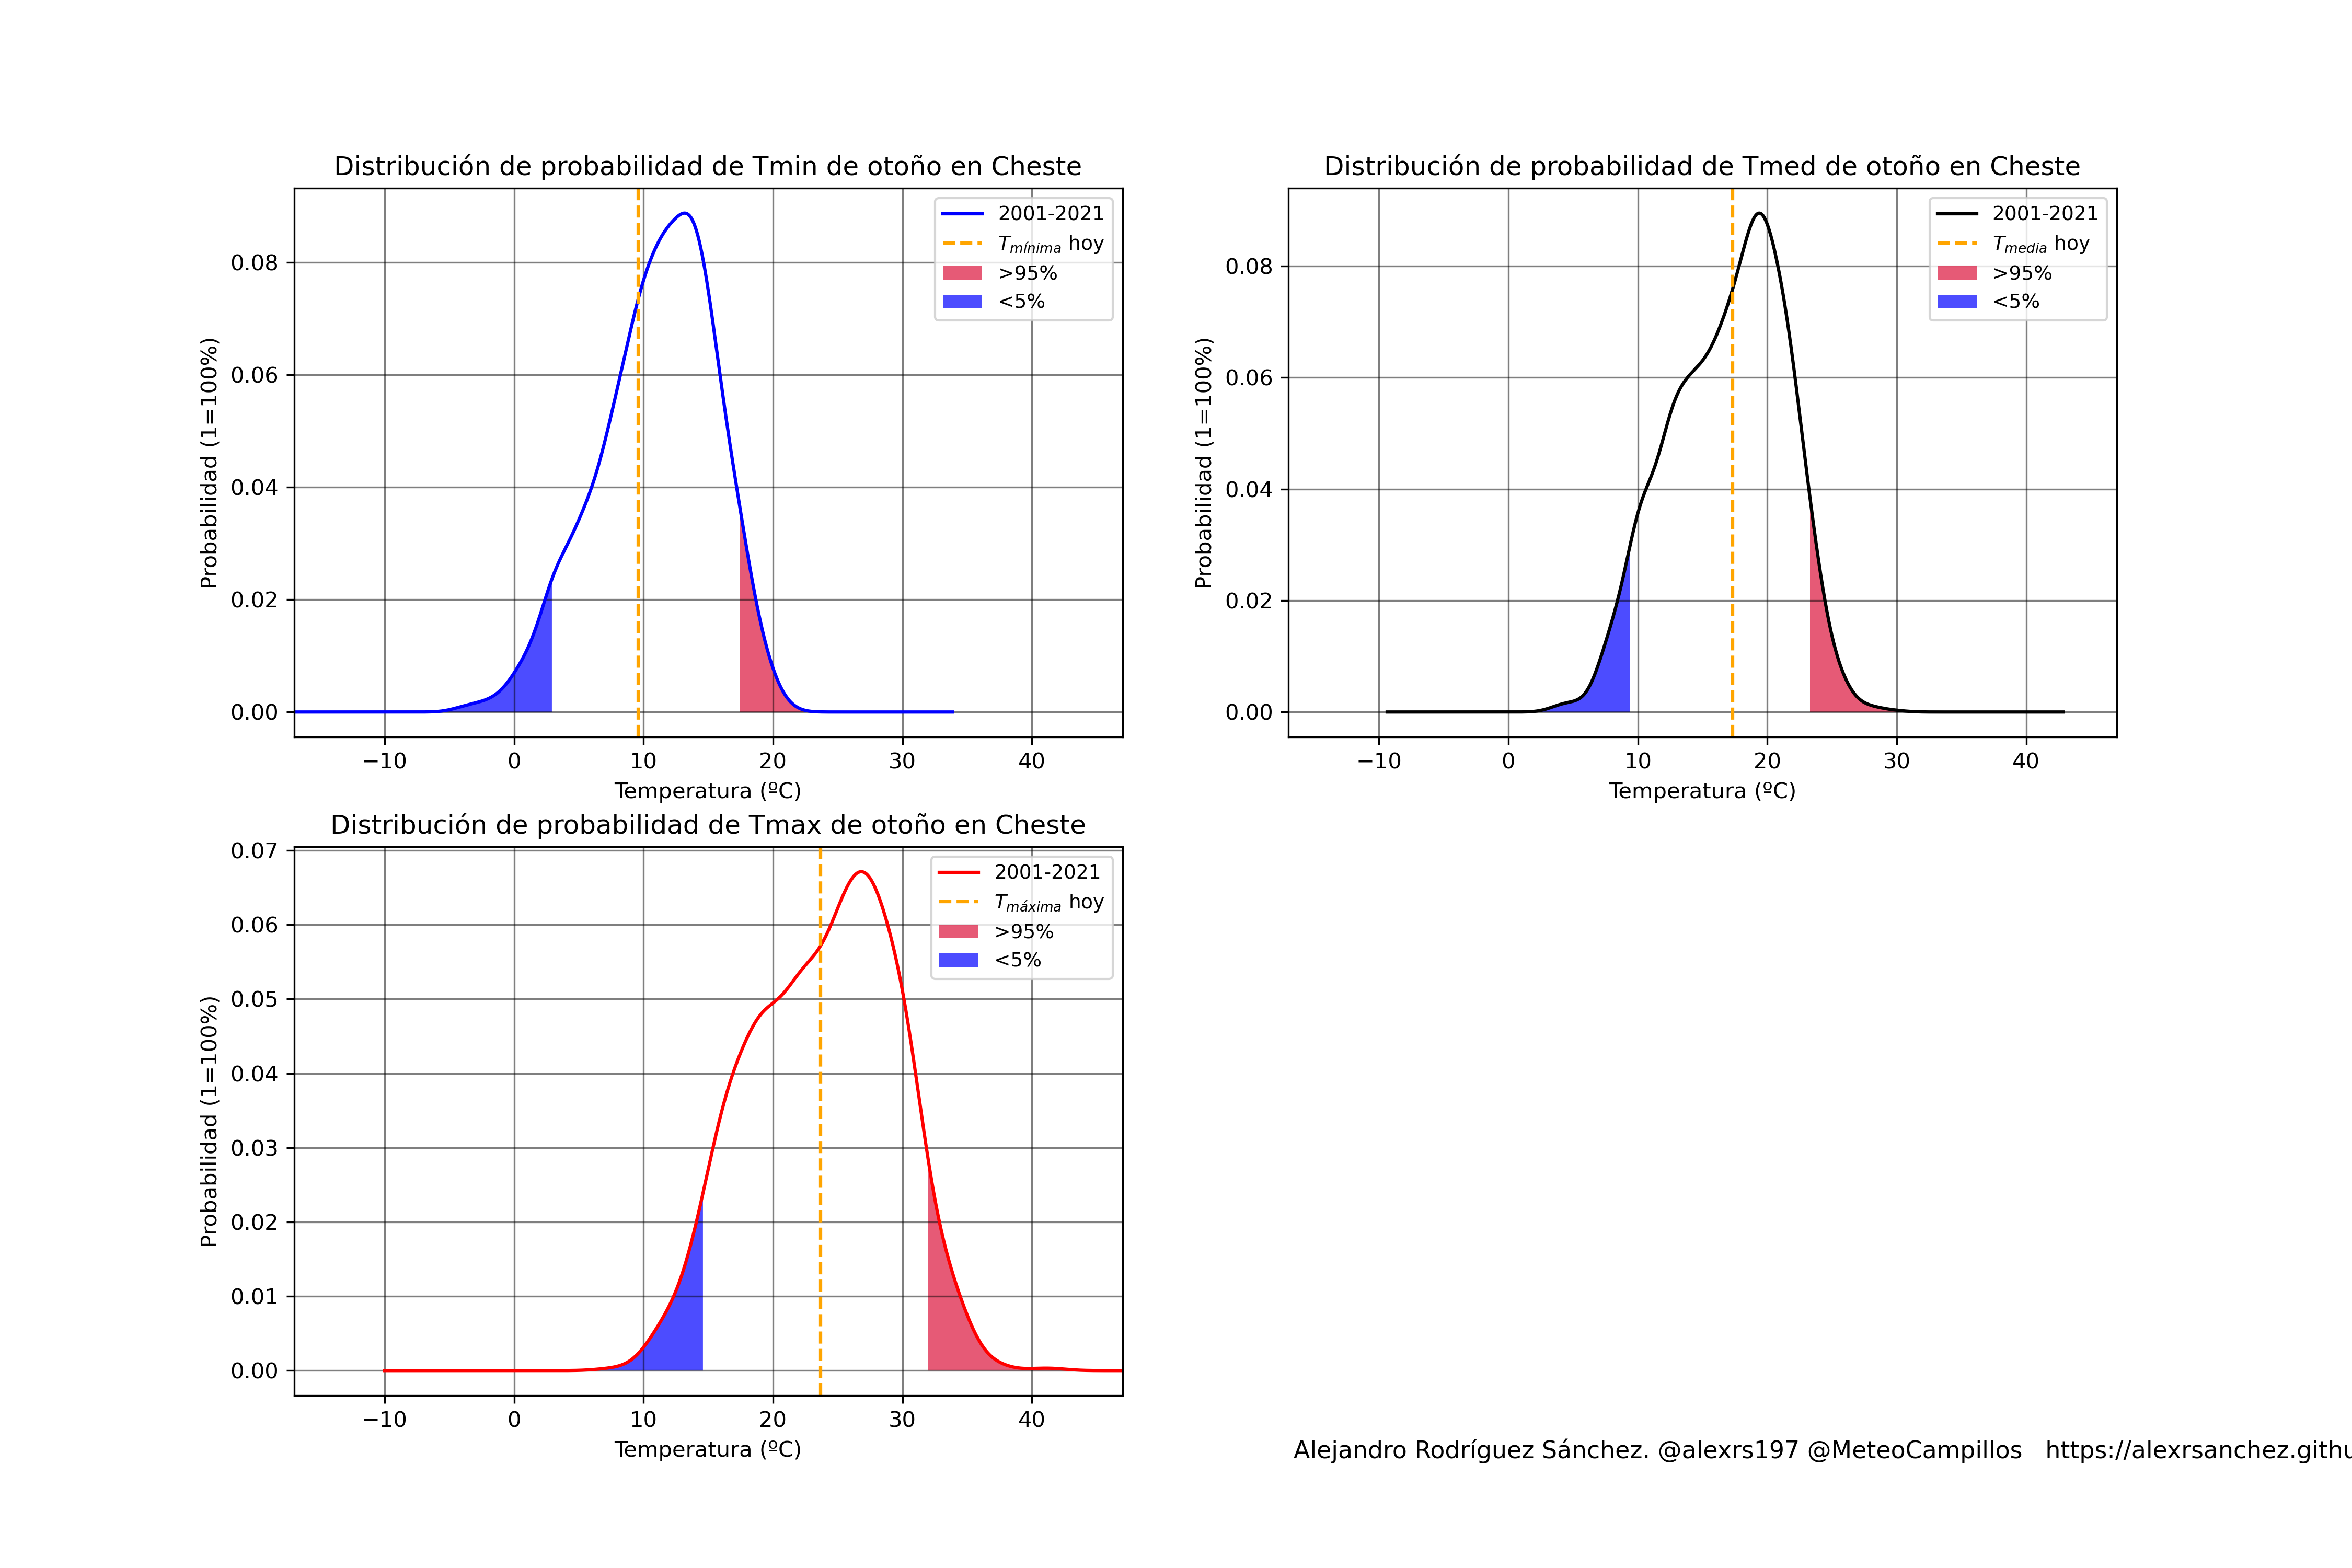 Distribución de probabilidad de Tmin de otoño en Cheste
Probabilidad (1=100%)
0.08
0.06
0.04
0.02
0.00
−10 0 10 20 30 40
Temperatura (ºC)
2001-2021
Tmínima hoy
>95%
<5%
Distribución de probabilidad de Tmed de otoño en Cheste
Probabilidad (1=100%)
0.08
0.06
0.04
0.02
0.00
−10 0 10 20 30 40
Temperatura (ºC)
2001-2021
Tmedia hoy
>95%
<5%
Distribución de probabilidad de Tmax de otoño en Cheste
Probabilidad (1=100%)
0.07
0.06
0.05
0.04
0.03
0.02
0.01
0.00
−10 0 10 20 30 40
Temperatura (ºC)
2001-2021
Tmáxima hoy
>95%
<5%
Alejandro Rodríguez Sánchez. @alexrs197 @MeteoCampillos https://alexrsanchez.githu